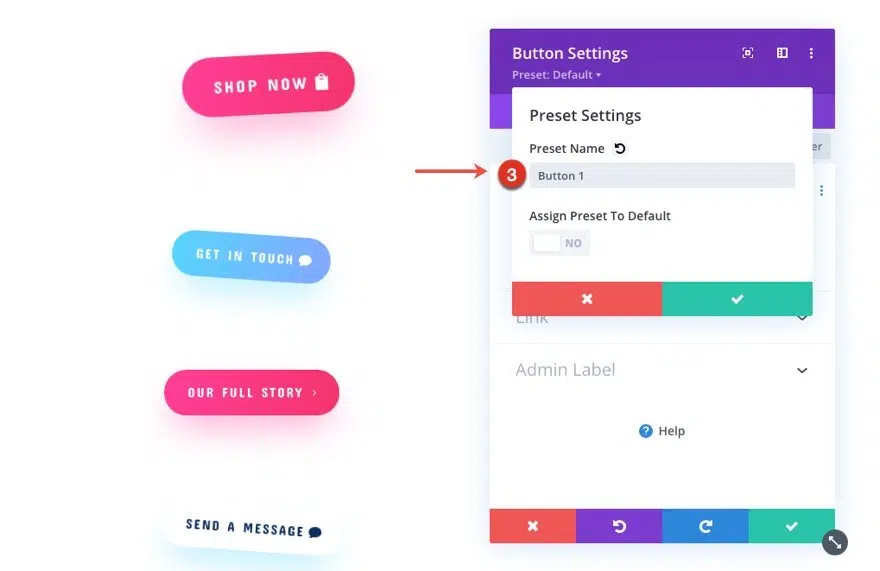 SHOP NOW
GET IN TOUCH
OUR FULL STORY ›
SEND A MESSAGE
Button Settings
Preset: Default
Preset Settings
Preset Name
3
Button 1
er
Assign Preset To Default
NO
Link
Admin Label
? Help